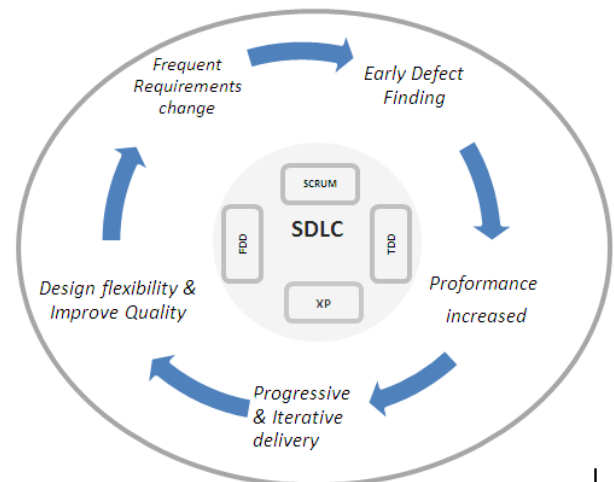 Frequent
Requirements
change
Early Defect
Finding
SCRUM
SDLC
FDD
TDD
XP
Design flexibility &
Improve Quality
Proformance
increased
Progressive
& Iterative
delivery